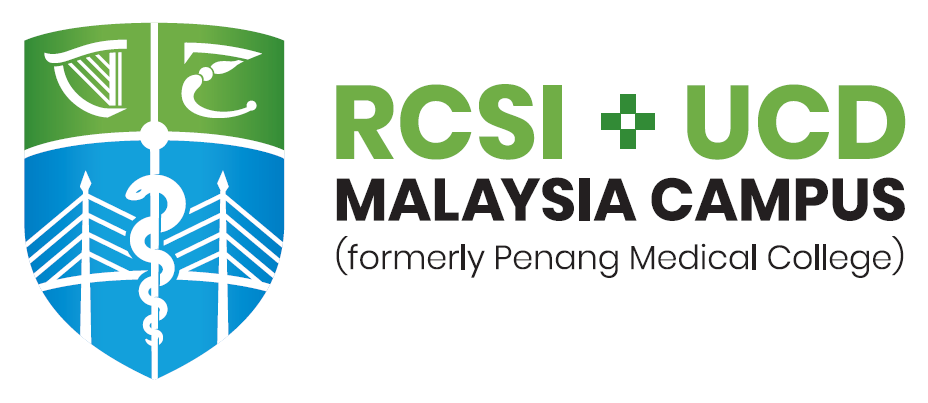 RCSI + UCD
MALAYSIA CAMPUS
(formerly Penang Medical College)